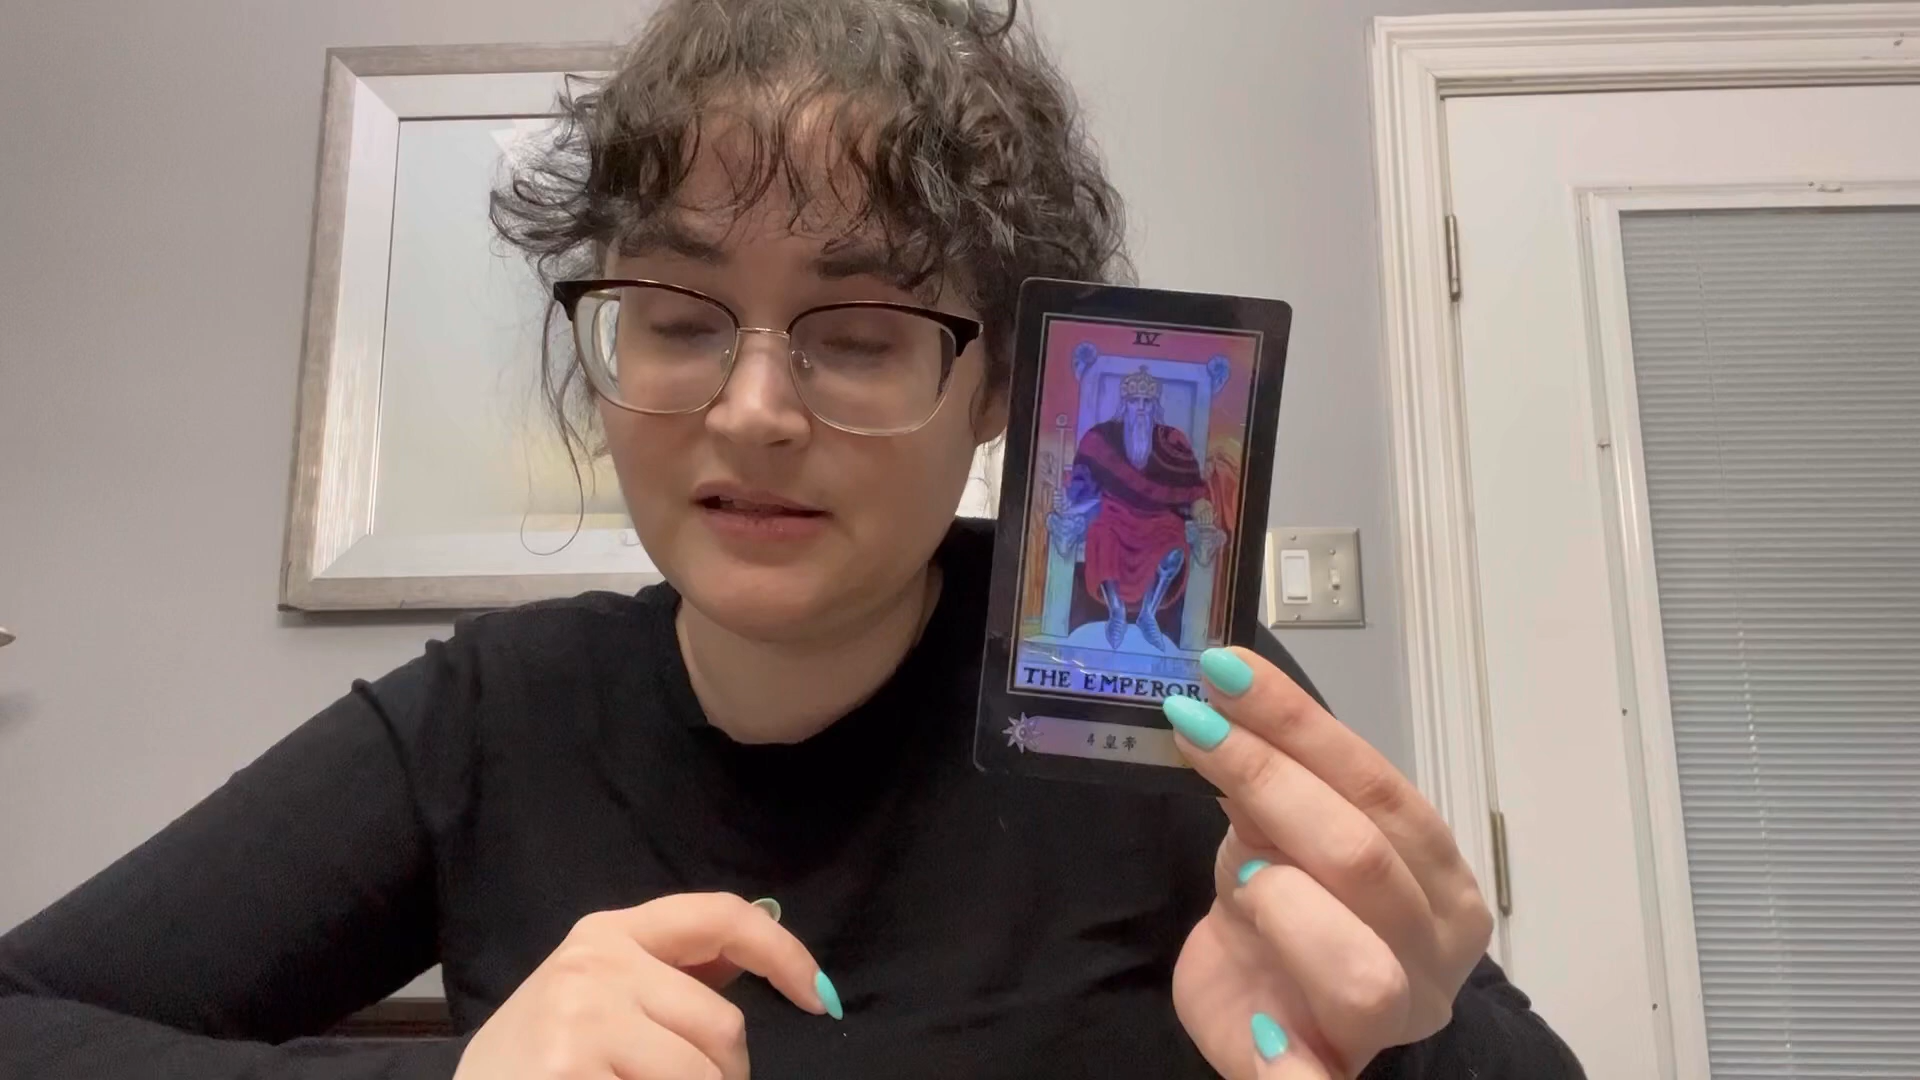 IV
THE EMPEROR.
4 皇帝